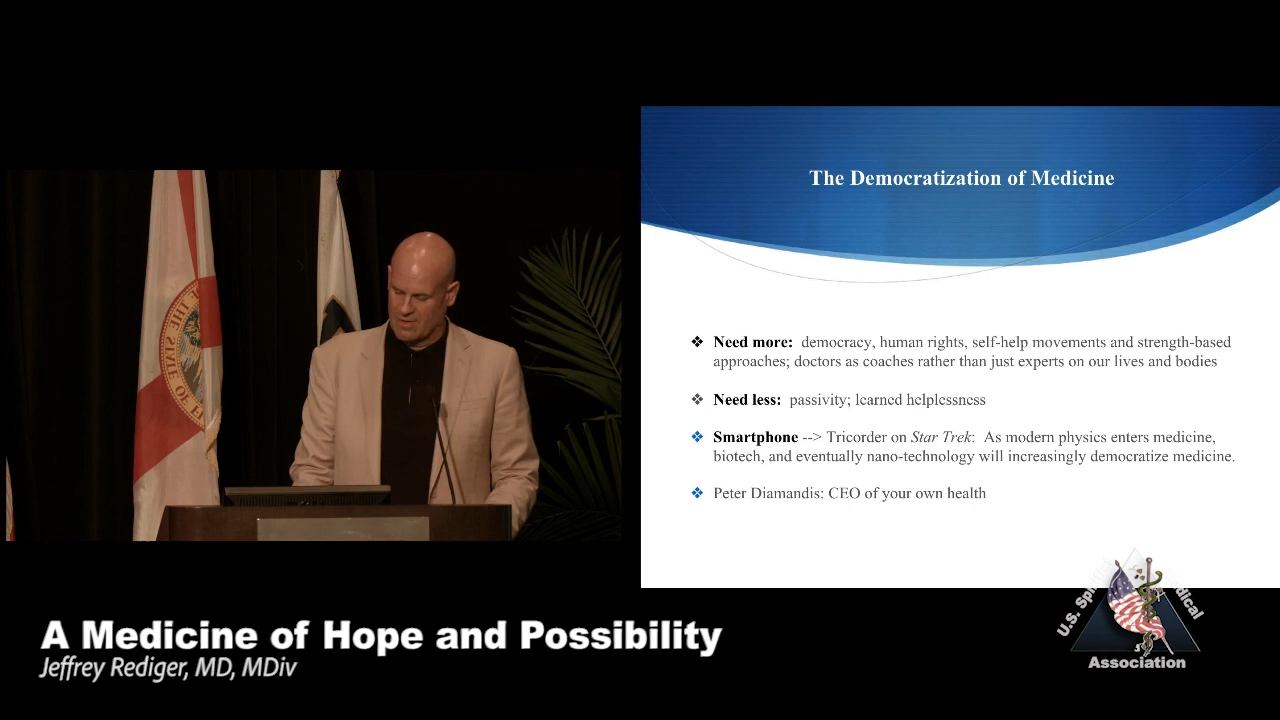 The Democratization of Medicine
❖ Need more: democracy, human rights, self-help movements and strength-based
approaches; doctors as coaches rather than just experts on our lives and bodies
❖ Need less: passivity; learned helplessness
❖ Smartphone --> Tricorder on Star Trek: As modern physics enters medicine,
biotech, and eventually nano-technology will increasingly democratize medicine.
❖ Peter Diamandis: CEO of your own health
A Medicine of Hope and Possibility
Jeffrey Rediger, MD, MDiv
U.S.
Association